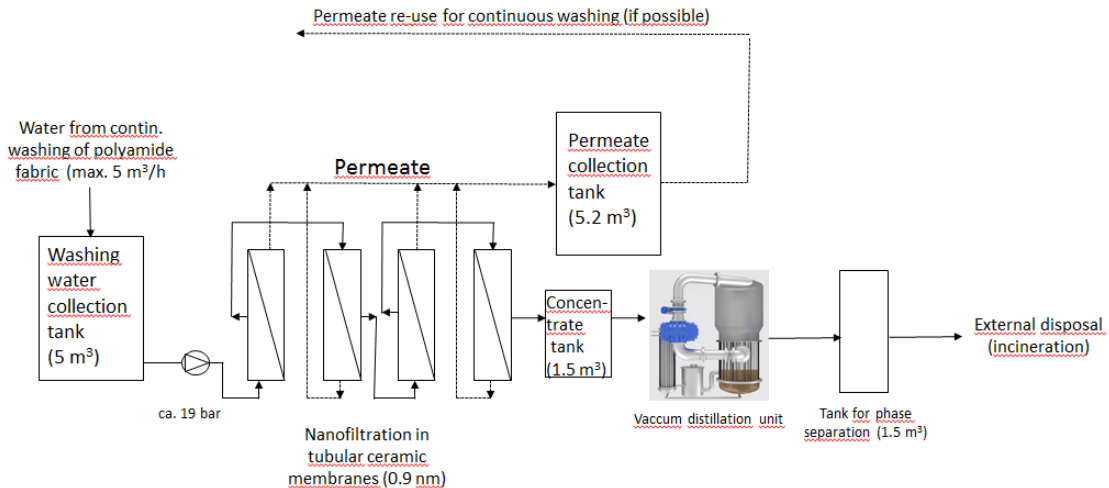 Permeate re-use for continuous washing (if possible)
Water from contin.
washing of polyamide
fabric (max. 5 m³/h
Permeate
Permeate
collection
tank
(5.2 m³)
Washing
water
collection
tank
(5 m³)
ca. 19 bar
Nanofiltration in
tubular ceramic
membranes (0.9 nm)
Concen-
trate
tank
(1.5 m³)
Vaccum distillation unit
Tank for phase
separation (1.5 m³)
External disposal
(incineration)